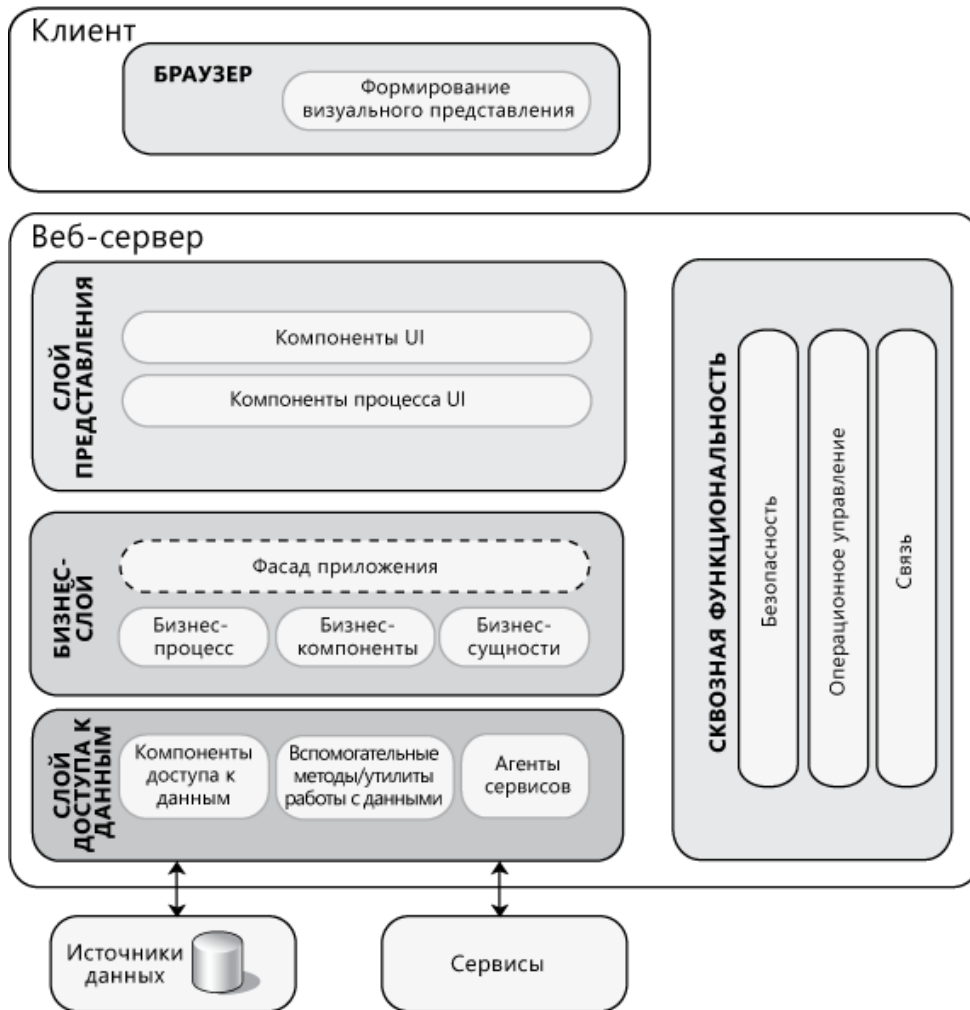 Клиент
БРАУЗЕР
Формирование
визуального представления
Веб-сервер
СЛОЙ
ПРЕДСТАВЛЕНИЯ
Компоненты UI
Компоненты процесса UI
БИЗНЕС-
СЛОЙ
Фасад приложения
Бизнес-
процесс
Бизнес-
компоненты
Бизнес-
сущности
СЛОЙ
ДОСТУПА К
ДАННЫМ
Компоненты
доступа к
данным
Вспомогательные
методы/утилиты
работы с данными
Агенты
сервисов
СКВОЗНАЯ ФУНКЦИОНАЛЬНОСТЬ
Безопасность
Операционное управление
Связь
Источники
данных
Сервисы